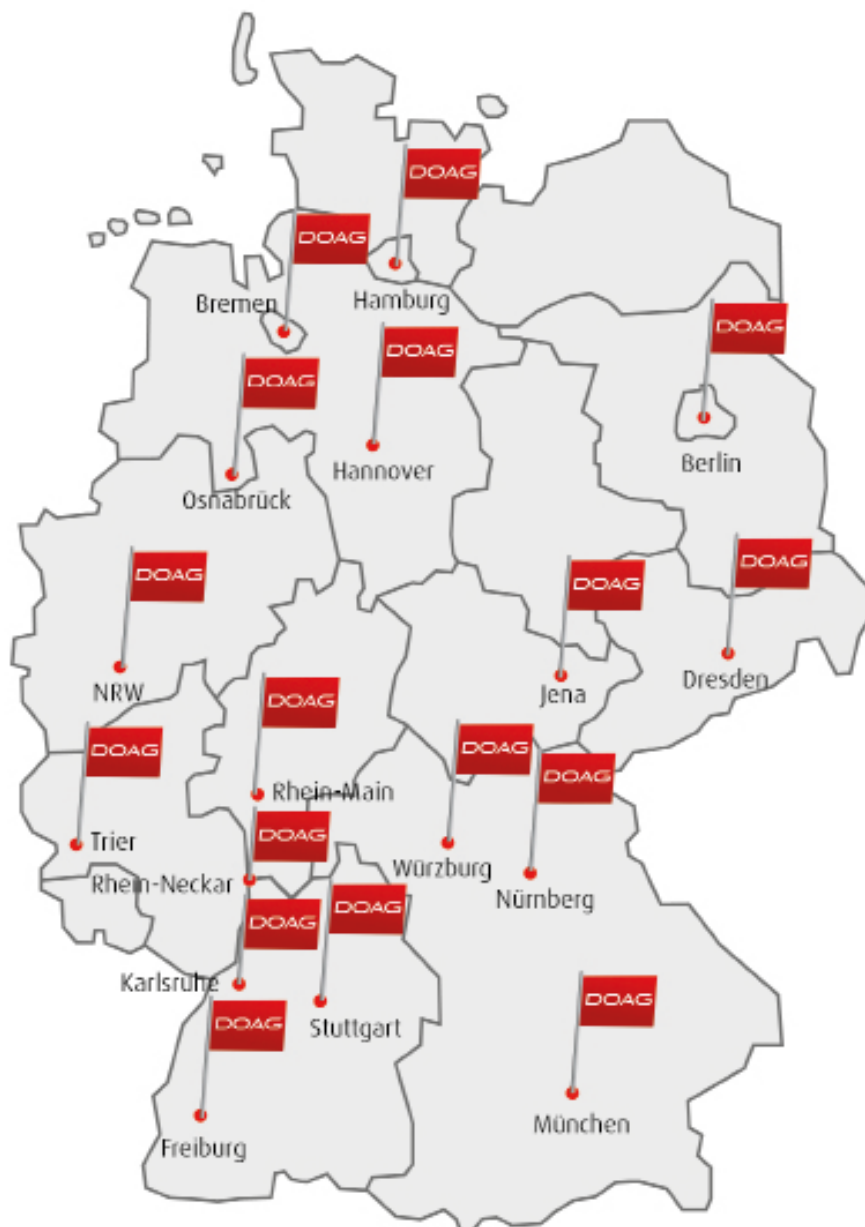 DOAG
Hamburg
DOAG
Bremen
DOAG
Hannover
DOAG
Berlin
DOAG
Osnabrück
DOAG
NRW
DOAG
Jena
DOAG
Dresden
DOAG
Rhein-Main
DOAG
Trier
DOAG
Würzburg
DOAG
Nürnberg
DOAG
Rhein-Neckar
DOAG
Karlsruhe
DOAG
Stuttgart
DOAG
Freiburg
DOAG
München